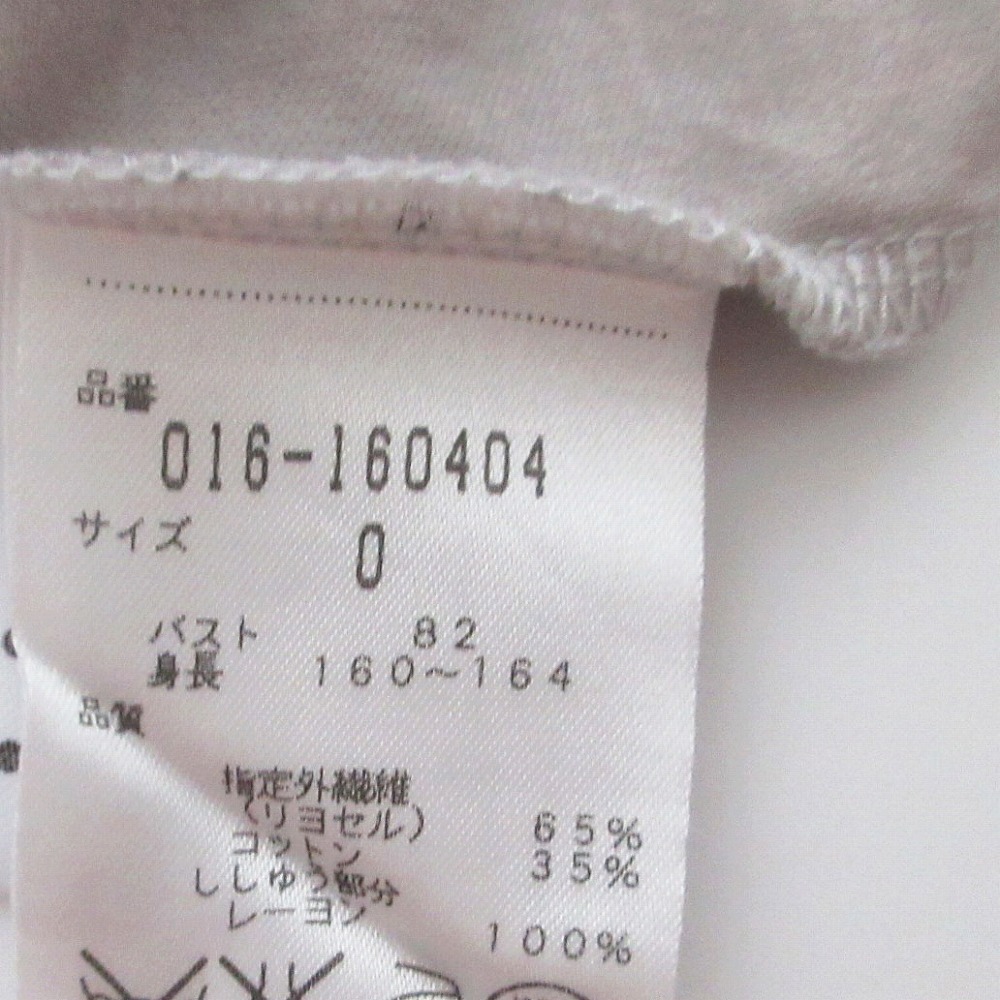 品番
016-160404
サイズ 0
バスト 82
身長 160～164
品質
指定外繊維
(リヨセル) 65%
コットン 35%
ししゆう部分
レーヨン 100%